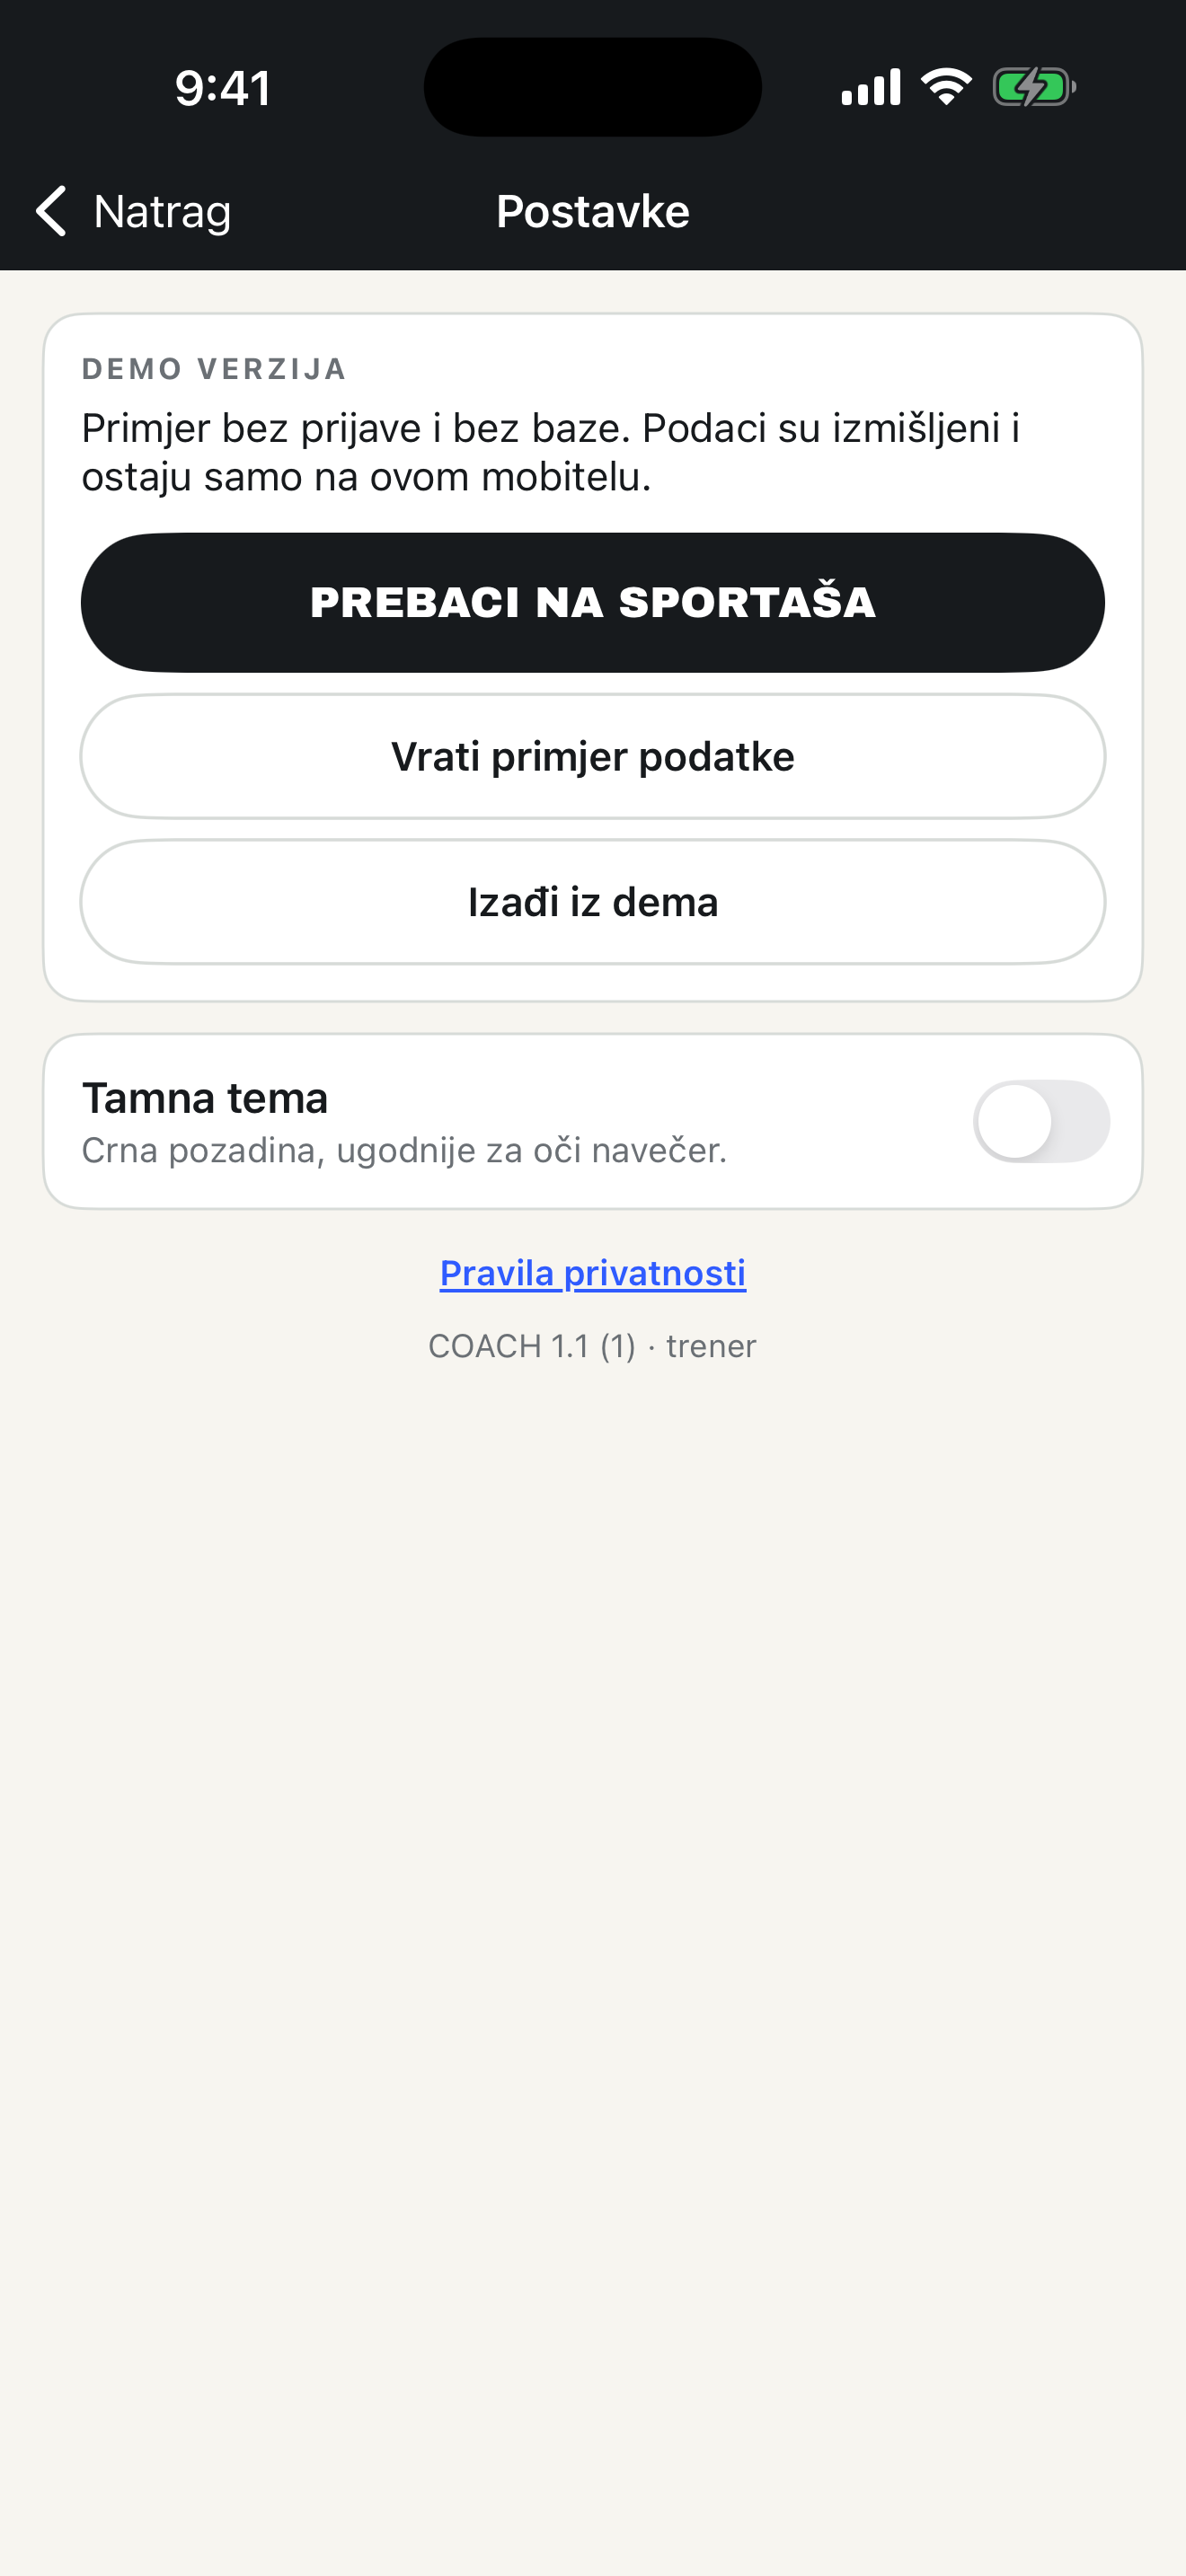 9:41
Natrag
Postavke
DEMO VERZIJA
Primjer bez prijave i bez baze. Podaci su izmišljeni i
ostaju samo na ovom mobitelu.
PREBACI NA SPORTAŠA
Vrati primjer podatke
Izađi iz dema
Tamna tema
Crna pozadina, ugodnije za oči navečer.
Pravila privatnosti
COACH 1.1 (1) · trener